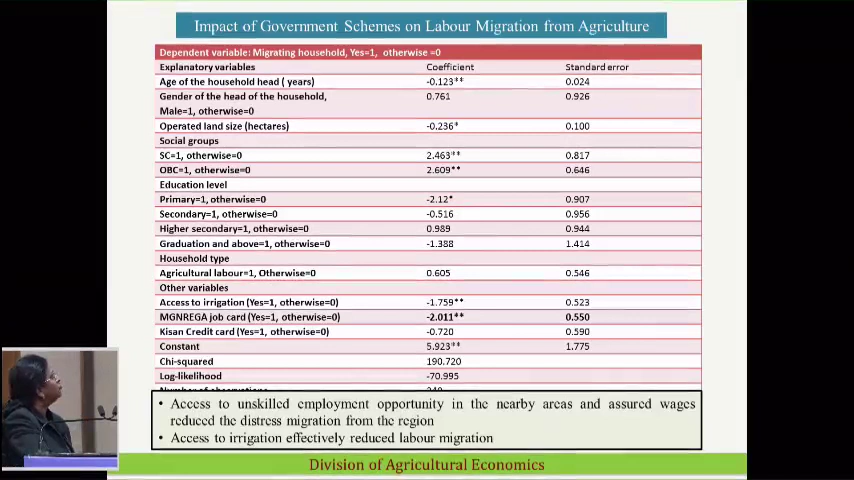 Impact of Government Schemes on Labour Migration from Agriculture
Dependent variable: Migrating household, Yes=1, otherwise =0
Explanatory variables Coefficient Standard error
Age of the household head ( years) -0.123** 0.024
Gender of the head of the household, 0.761 0.926
Male=1, otherwise=0
Operated land size (hectares) -0.236* 0.100
Social groups
SC=1, otherwise=0 2.463** 0.817
OBC=1, otherwise=0 2.609** 0.646
Education level
Primary=1, otherwise=0 -2.12* 0.907
Secondary=1, otherwise=0 -0.516 0.956
Higher secondary=1, otherwise=0 0.989 0.944
Graduation and above=1, otherwise=0 -1.388 1.414
Household type
Agricultural labour=1, Otherwise=0 0.605 0.546
Other variables
Access to irrigation (Yes=1, otherwise=0) -1.759** 0.523
MGNREGA job card (Yes=1, otherwise=0) -2.011** 0.550
Kisan Credit card (Yes=1, otherwise=0) -0.720 0.590
Constant 5.923** 1.775
Chi-squared 190.720
Log-likelihood -70.995
• Access to unskilled employment opportunity in the nearby areas and assured wages
reduced the distress migration from the region
• Access to irrigation effectively reduced labour migration
Division of Agricultural Economics